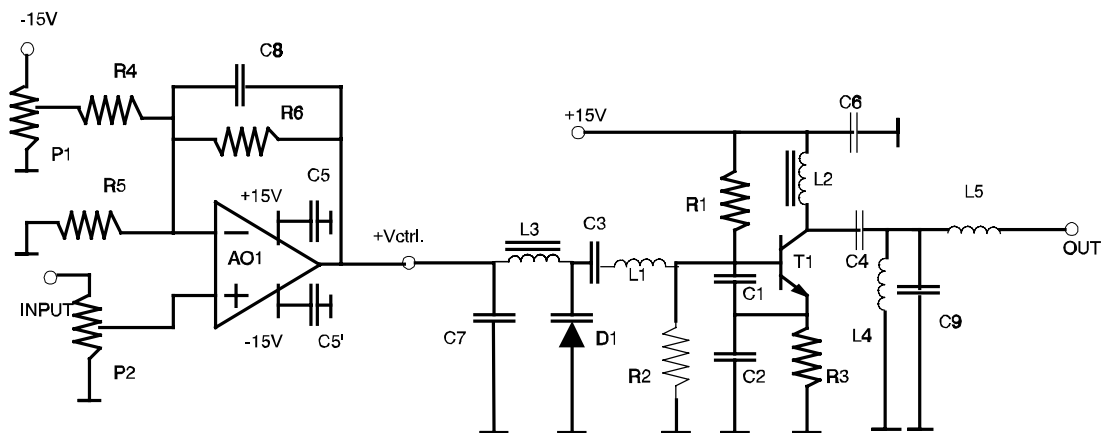 -15V
C8
R4
R6
P1
+15V
C6
R5
+15V
C5
R1
L2
L5
AO1
+Vctrl.
L3
C3
L1
T1
C4
OUT
INPUT
-15V
C5'
C7
D1
C1
P2
R2
C2
R3
L4
C9